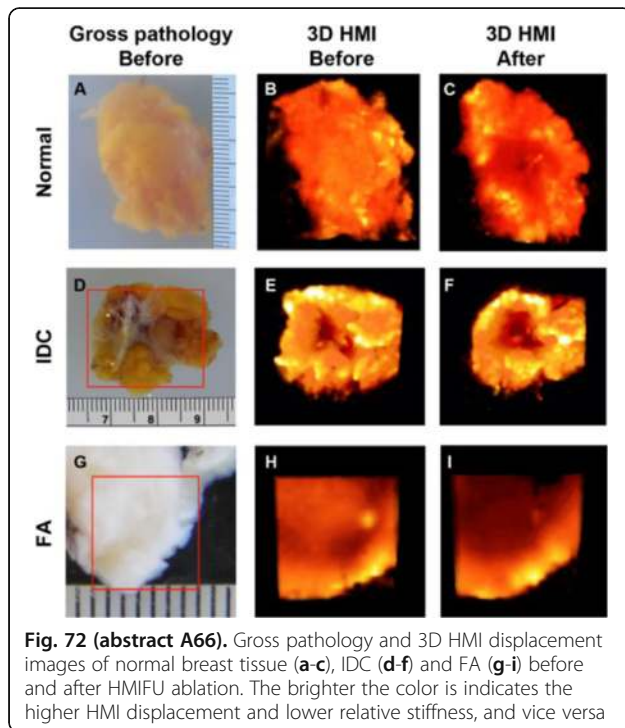 Gross pathology 3D HMI 3D HMI
Before Before After
A B C
Normal
D E F
IDC
7 8 9
G H I
FA
Fig. 72 (abstract A66). Gross pathology and 3D HMI displacement
images of normal breast tissue (a-c), IDC (d-f) and FA (g-i) before
and after HMIFU ablation. The brighter the color is indicates the
higher HMI displacement and lower relative stiffness, and vice versa